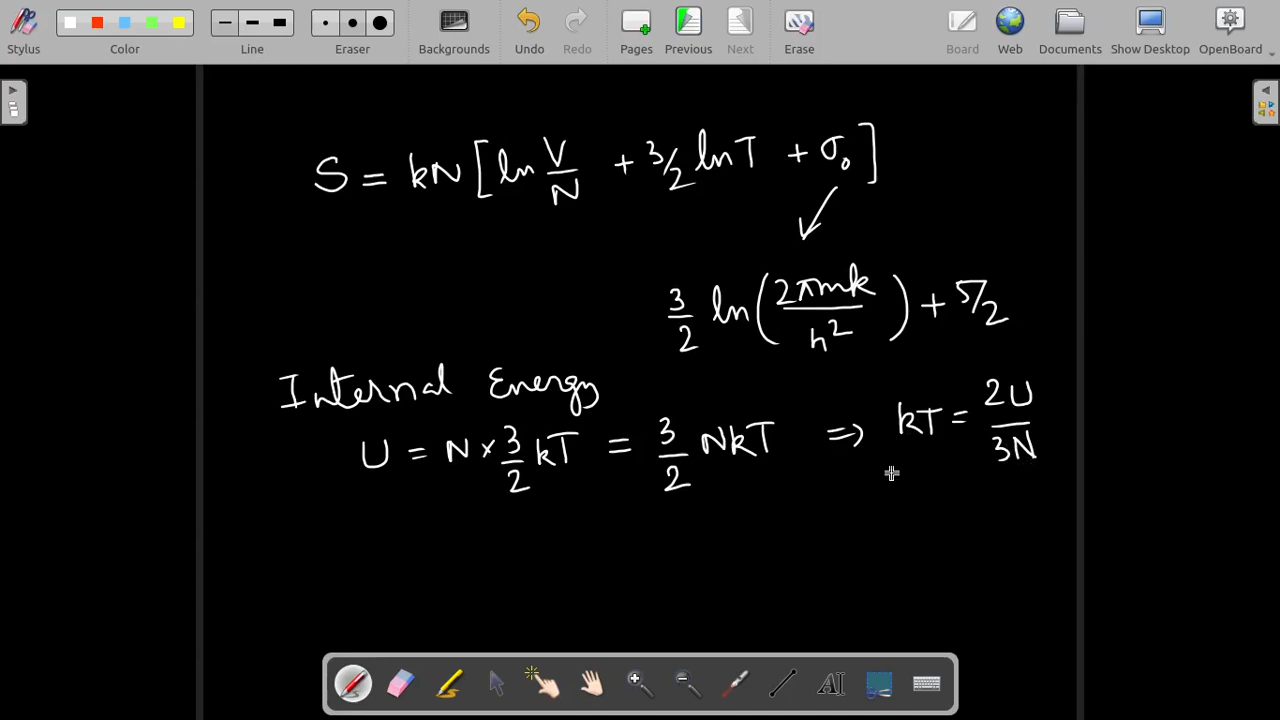 Stylus Color Line Eraser Backgrounds Undo Redo Pages Previous Next Erase Board Web Documents Show Desktop OpenBoard
S = kN [ ln V/N + 3/2 ln T + σ₀ ]
3/2 ln ( 2πmk / h² ) + 5/2
Internal Energy
U = N × 3/2 kT = 3/2 NkT ⇒ kT = 2U/3N